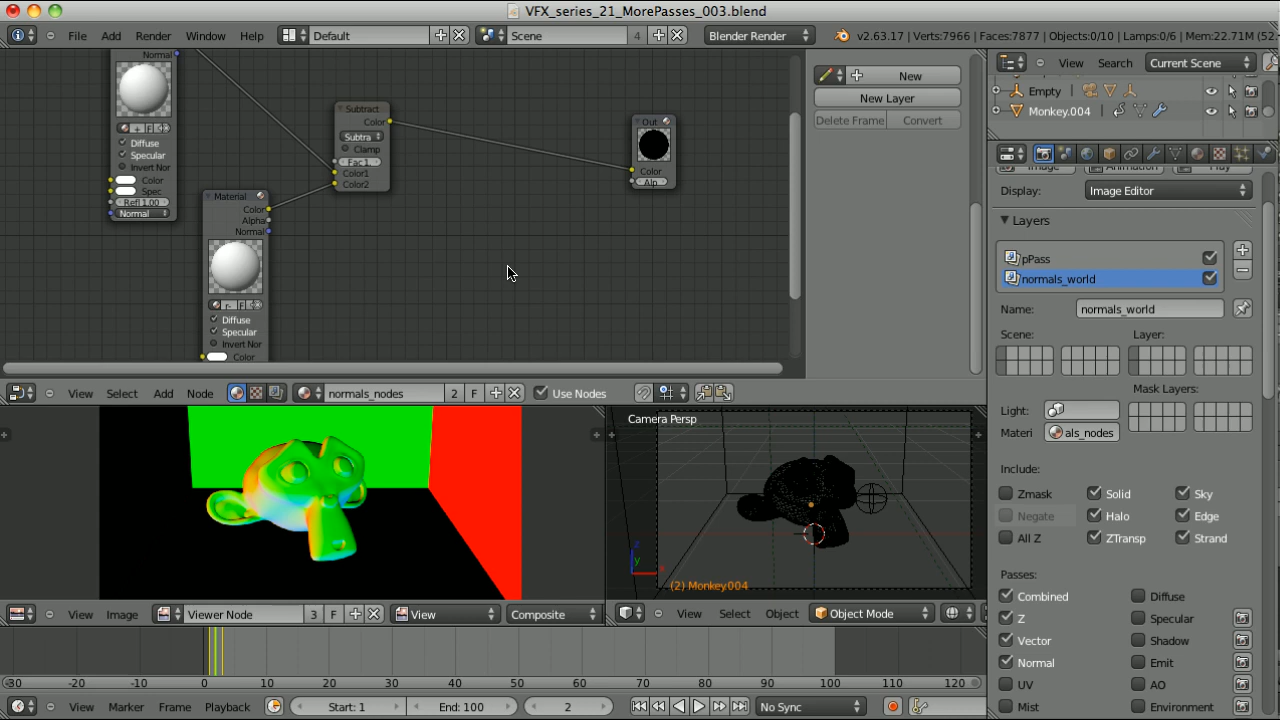 VFX_series_21_MorePasses_003.blend
File Add Render Window Help Default Scene 4 Blender Render v2.63.17 | Verts:7966 | Faces:7877 | Objects:0/10 | Lamps:0/6 | Mem:22.71M (52.
View Search Current Scene
Empty
Monkey.004
Normal
F
Diffuse
Specular
Invert Nor
Color
Spec
Refl 1.00
Normal
Subtract
Color
Subtra
Clamp
Fac 1.
Color1
Color2
Out
Color
Alp
Material
Color
Alpha
Normal
F
Diffuse
Specular
Invert Nor
Color
New
New Layer
Delete Frame Convert
Display: Image Editor
Layers
pPass
normals_world
Name: normals_world
Scene: Layer:
Mask Layers:
Light:
Materi als_nodes
Include:
Zmask Solid Sky
Negate Halo Edge
All Z ZTransp Strand
Passes:
Combined Diffuse
Z Specular
Vector Shadow
Normal Emit
UV AO
Mist Environment
View Select Add Node normals_nodes 2 F Use Nodes
Camera Persp
z
y
x
(2) Monkey.004
View Image Viewer Node 3 F View Composite
View Select Object Object Mode
-30 -20 -10 0 10 20 30 40 50 60 70 80 90 100 110 120
View Marker Frame Playback Start: 1 End: 100 2 No Sync